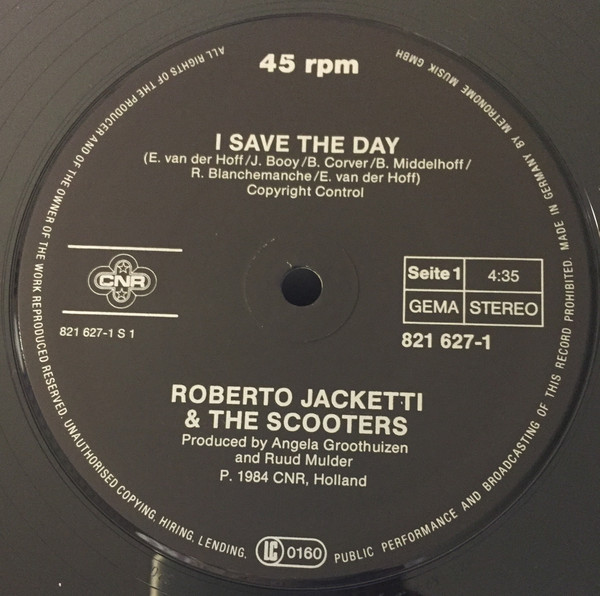 45 rpm
I SAVE THE DAY
(E. van der Hoff/J. Booy/B. Corver/B. Middelhoff/
R. Blanchemanche/E. van der Hoff)
Copyright Control
CNR
821 627-1 S 1
Seite 1 4:35
GEMA STEREO
821 627-1
ROBERTO JACKETTI
& THE SCOOTERS
Produced by Angela Groothuizen
and Ruud Mulder
P. 1984 CNR, Holland
LC 0160
ALL RIGHTS OF THE PRODUCER AND OF THE OWNER OF THE WORK REPRODUCED RESERVED. UNAUTHORISED COPYING, HIRING, LENDING, PUBLIC PERFORMANCE AND BROADCASTING OF THIS RECORD PROHIBITED. MADE IN GERMANY BY METRONOME MUSIK GMBH